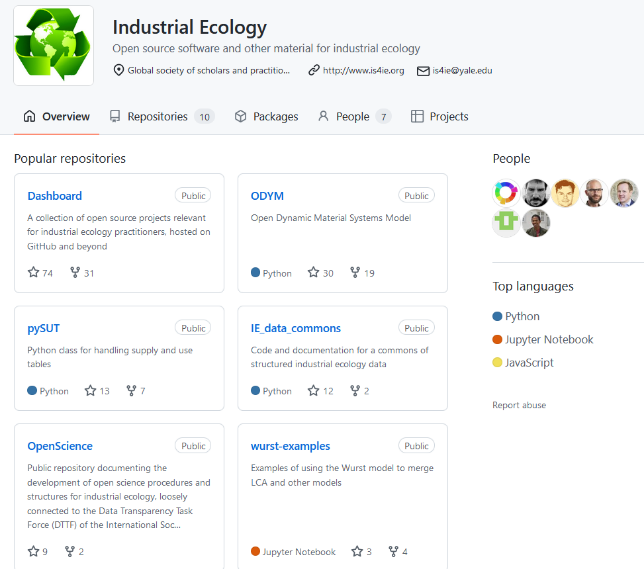 Industrial Ecology
Open source software and other material for industrial ecology
Global society of scholars and practitio... http://www.is4ie.org is4ie@yale.edu
Overview Repositories 10 Packages People 7 Projects
Popular repositories
Dashboard Public
A collection of open source projects relevant
for industrial ecology practitioners, hosted on
GitHub and beyond
74 31
ODYM Public
Open Dynamic Material Systems Model
Python 30 19
pySUT Public
Python class for handling supply and use
tables
Python 13 7
IE_data_commons Public
Code and documentation for a commons of
structured industrial ecology data
Python 12 2
OpenScience Public
Public repository documenting the
development of open science procedures and
structures for industrial ecology. loosely
connected to the Data Transparency Task
Force (DTTF) of the International Soc...
9 2
wurst-examples Public
Examples of using the Wurst model to merge
LCA and other models
Jupyter Notebook 3 4
People
Top languages
Python
Jupyter Notebook
JavaScript
Report abuse